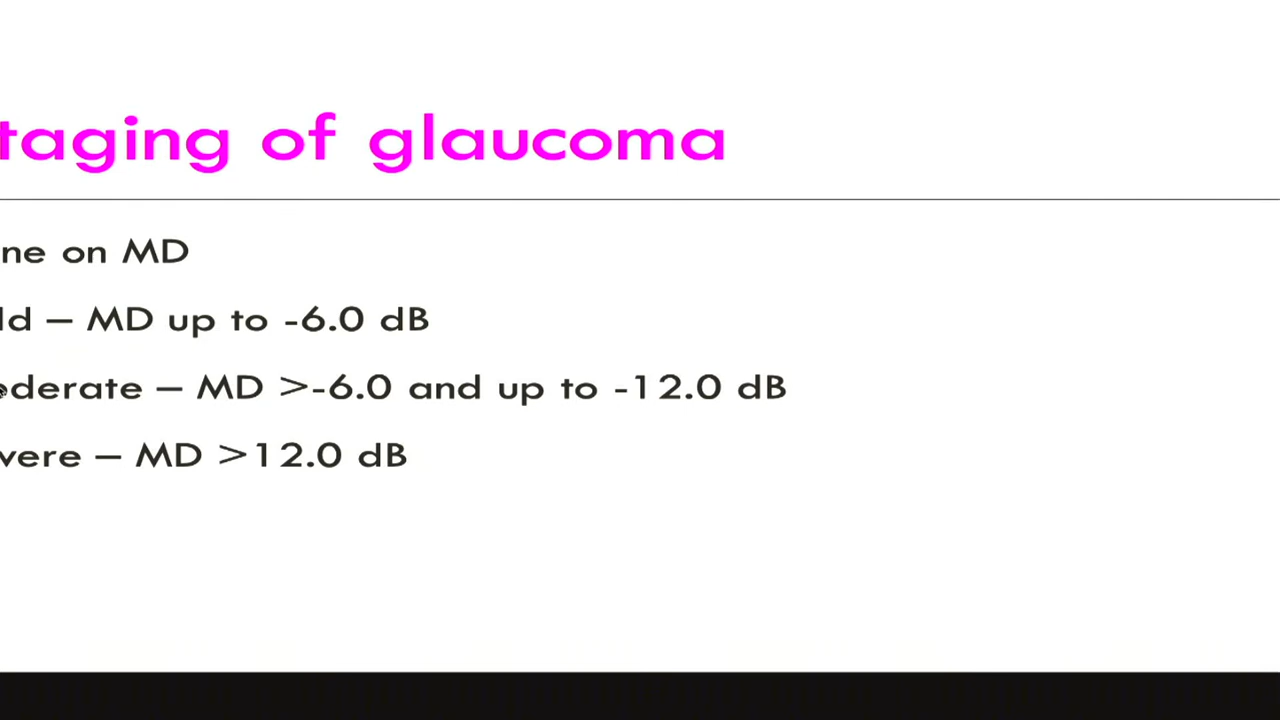 taging of glaucoma
ne on MD
ld – MD up to -6.0 dB
oderate – MD >-6.0 and up to -12.0 dB
vere – MD >12.0 dB